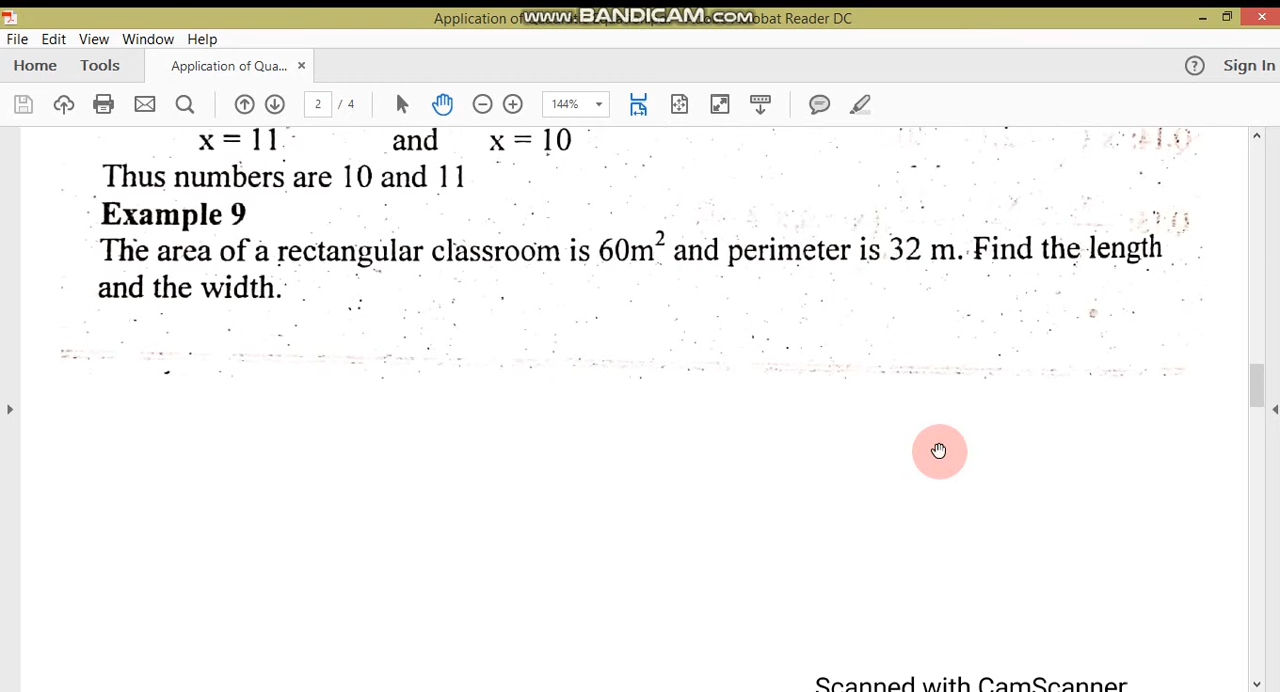 Application of
www.BANDICAM.com
obat Reader DC
File Edit View Window Help
Home Tools Application of Qua... ×
Sign In
2 / 4
144%
x = 11 and x = 10
Thus numbers are 10 and 11
Example 9
The area of a rectangular classroom is 60m² and perimeter is 32 m. Find the length
and the width.
Scanned with CamScanner